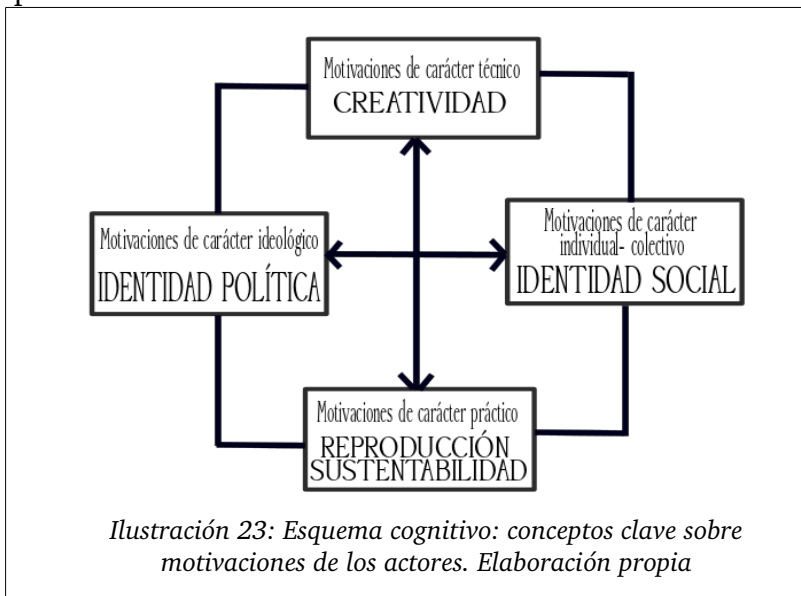 Motivaciones de carácter técnico
CREATIVIDAD
Motivaciones de carácter ideológico
IDENTIDAD POLÍTICA
Motivaciones de carácter
individual- colectivo
IDENTIDAD SOCIAL
Motivaciones de carácter práctico
REPRODUCCIÓN
SUSTENTABILIDAD
Ilustración 23: Esquema cognitivo: conceptos clave sobre
motivaciones de los actores. Elaboración propia